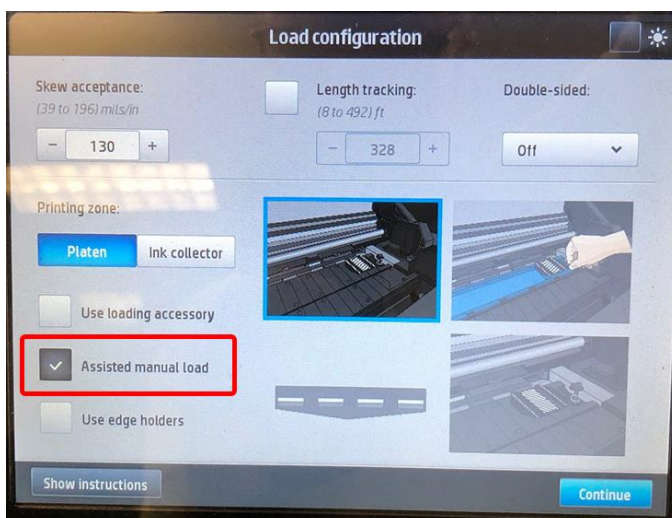 Load configuration
Skew acceptance:
(39 to 196) mils/in
- 130 +
Length tracking:
(8 to 492) ft
- 328 +
Double-sided:
Off
Printing zone:
Platen
Ink collector
Use loading accessory
Assisted manual load
Use edge holders
Show instructions
Continue